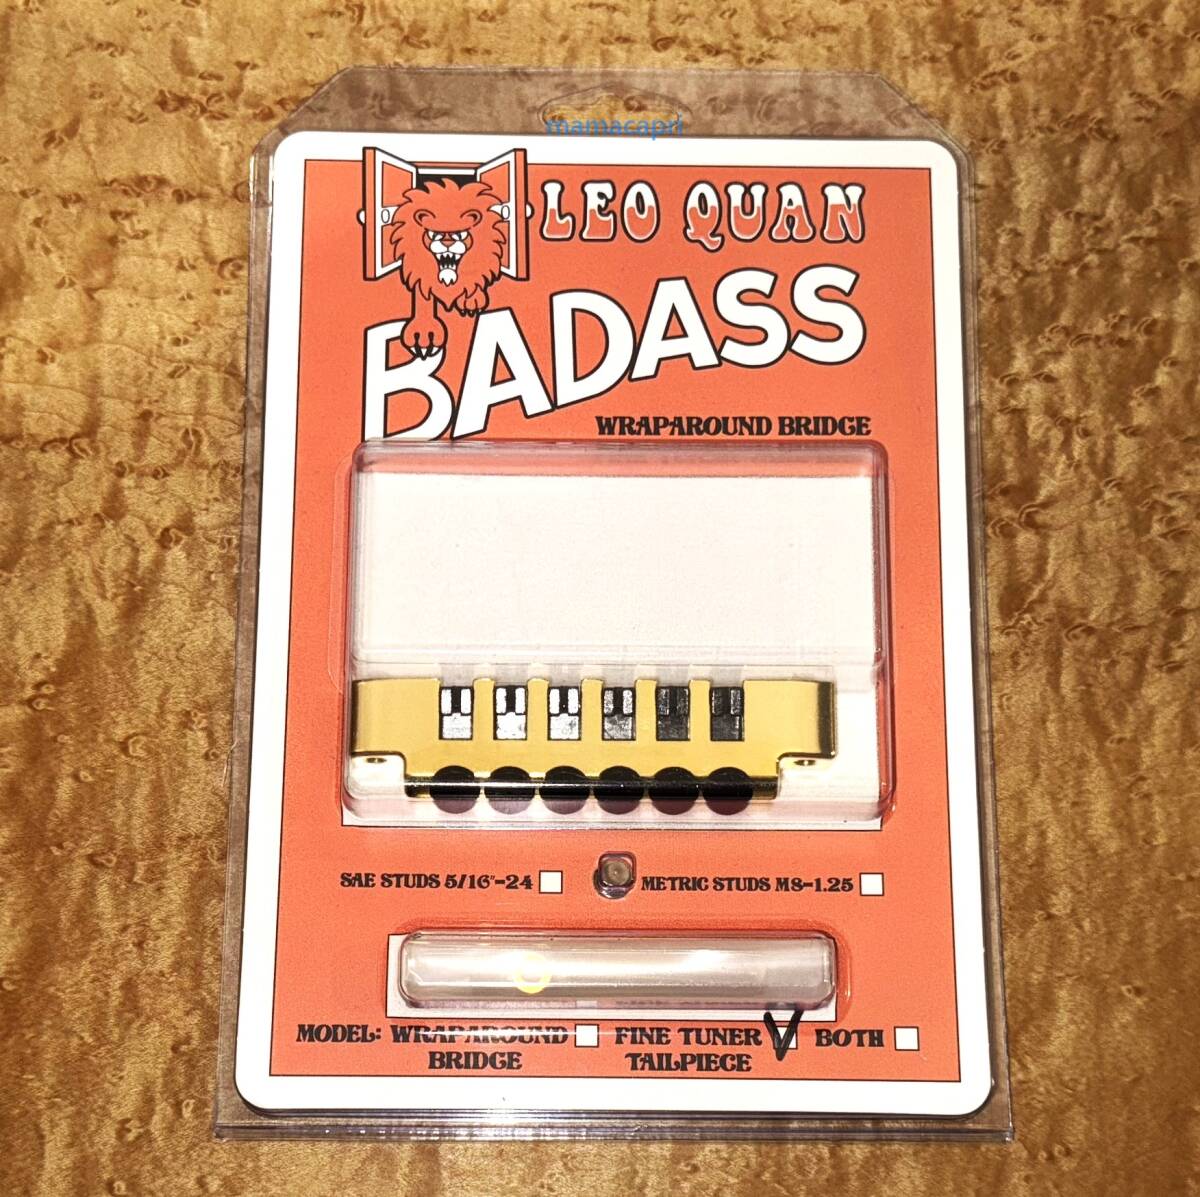 mamacapri
LEO QUAN
BADASS
WRAPAROUND BRIDGE
SAE STUDS 5/16"-24
METRIC STUDS M8-1.25
MODEL: WRAPAROUND BRIDGE
FINE TUNER TAILPIECE
BOTH